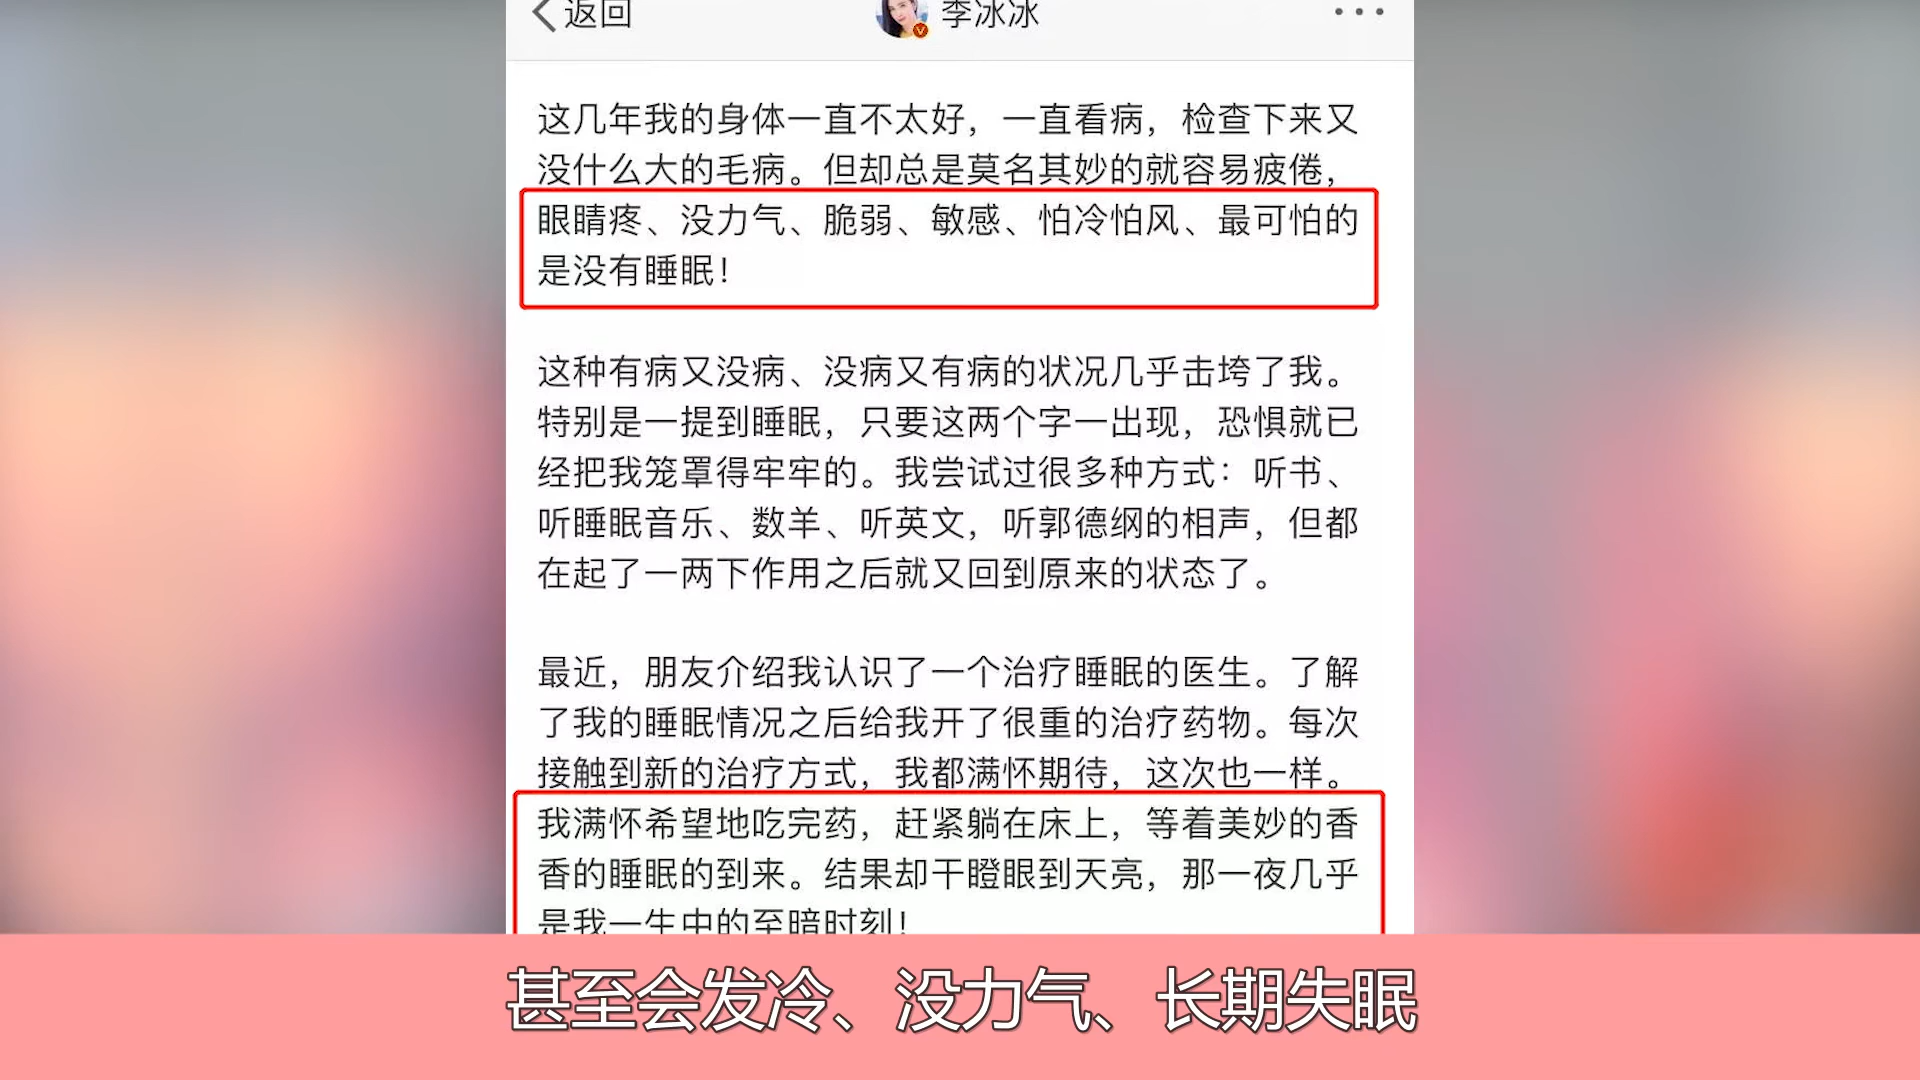 返回
李冰冰
这几年我的身体一直不太好，一直看病，检查下来又
没什么大的毛病。但却总是莫名其妙的就容易疲倦，
眼睛疼、没力气、脆弱、敏感、怕冷怕风、最可怕的
是没有睡眠！
这种有病又没病、没病又有病的状况几乎击垮了我。
特别是一提到睡眠，只要这两个字一出现，恐惧就已
经把我笼罩得牢牢的。我尝试过很多种方式：听书、
听睡眠音乐、数羊、听英文，听郭德纲的相声，但都
在起了一两下作用之后就又回到原来的状态了。
最近，朋友介绍我认识了一个治疗睡眠的医生。了解
了我的睡眠情况之后给我开了很重的治疗药物。每次
接触到新的治疗方式，我都满怀期待，这次也一样。
我满怀希望地吃完药，赶紧躺在床上，等着美妙的香
香的睡眠的到来。结果却干瞪眼到天亮，那一夜几乎
是我一生中的至暗时刻！
甚至会发冷、没力气、长期失眠